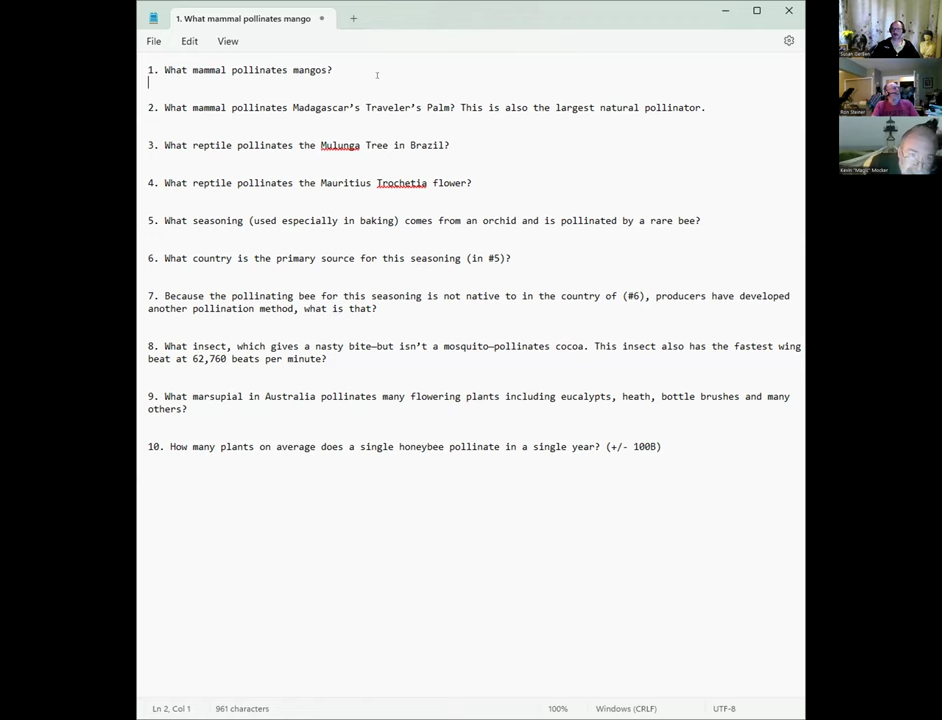 1. What mammal pollinates mango
File
Edit
View
1. What mammal pollinates mangos?
2. What mammal pollinates Madagascar’s Traveler’s Palm? This is also the largest natural pollinator.
3. What reptile pollinates the Mulunga Tree in Brazil?
4. What reptile pollinates the Mauritius Trochetia flower?
5. What seasoning (used especially in baking) comes from an orchid and is pollinated by a rare bee?
6. What country is the primary source for this seasoning (in #5)?
7. Because the pollinating bee for this seasoning is not native to in the country of (#6), producers have developed
another pollination method, what is that?
8. What insect, which gives a nasty bite—but isn’t a mosquito—pollinates cocoa. This insect also has the fastest wing
beat at 62,760 beats per minute?
9. What marsupial in Australia pollinates many flowering plants including eucalypts, heath, bottle brushes and many
others?
10. How many plants on average does a single honeybee pollinate in a single year? (+/- 100B)
Ln 2, Col 1
961 characters
100%
Windows (CRLF)
UTF-8
Susan Gerben
Ron Steiner
Kevin "Magic" Mocker